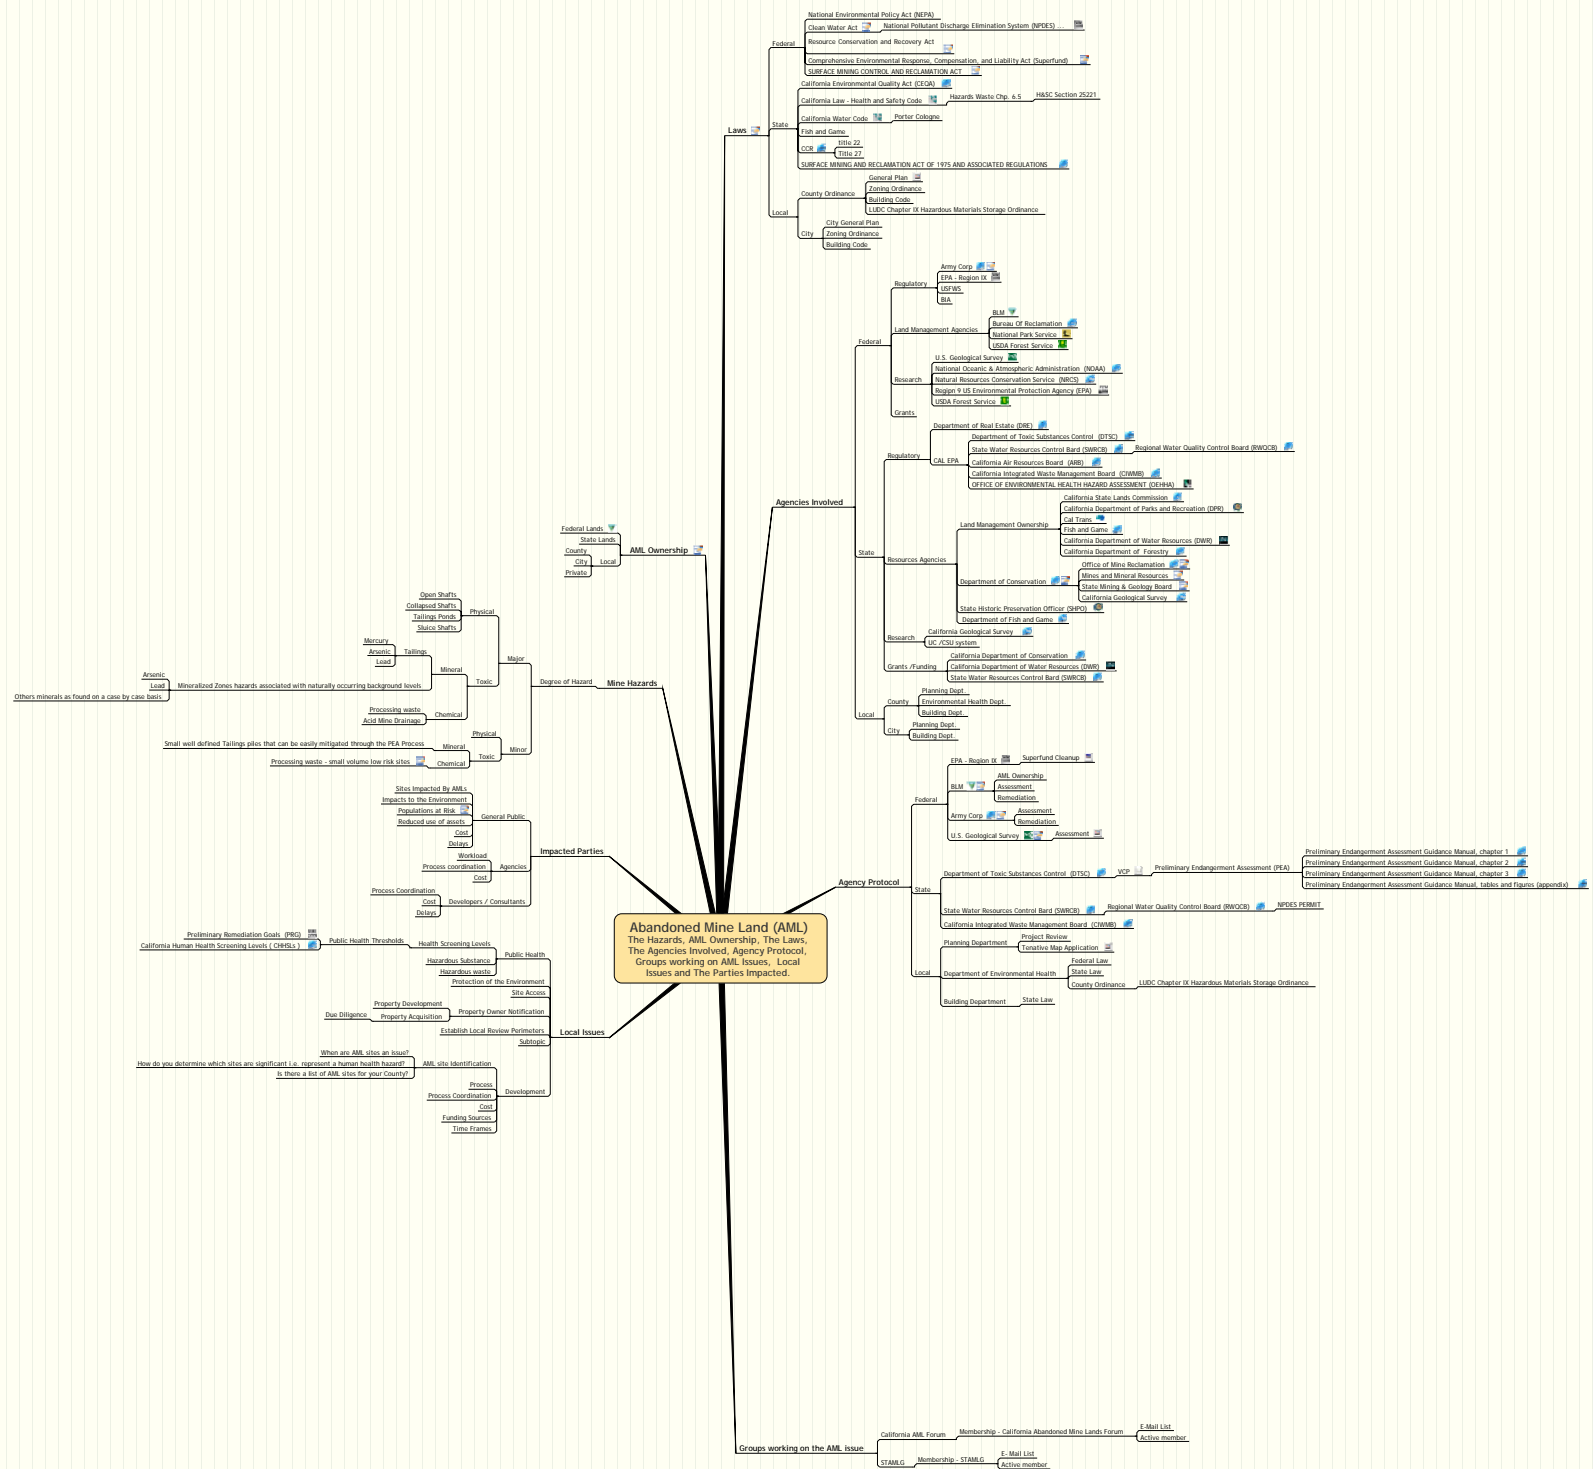 National Environmental Policy Act (NEPA)
Clean Water Act
National Pollutant Discharge Elimination System (NPDES) ...
Federal
Resource Conservation and Recovery Act
Comprehensive Environmental Response, Compensation, and Liability Act (Superfund)
SURFACE MINING CONTROL AND RECLAMATION ACT
California Environmental Quality Act (CEQA)
California Law - Health and Safety Code
Hazards Waste Chp. 6.5
H&SC Section 25221
Laws
State
California Water Code
Porter Cologne
Fish and Game
CCR
title 22
Title 27
SURFACE MINING AND RECLAMATION ACT OF 1975 AND ASSOCIATED REGULATIONS
Local
County Ordinance
General Plan
Zoning Ordinance
Building Code
LUDC Chapter IX Hazardous Materials Storage Ordinance
City
City General Plan
Zoning Ordinance
Building Code
Agencies Involved
Federal
Regulatory
Army Corp
EPA - Region IX
USFWS
BIA
Land Management Agencies
BLM
Bureau Of Reclamation
National Park Service
USDA Forest Service
Research
U.S. Geological Survey
National Oceanic & Atmospheric Administration (NOAA)
Natural Resources Conservation Service (NRCS)
Regipn 9 US Environmental Protection Agency (EPA)
USDA Forest Service
Grants
State
Regulatory
Department of Real Estate (DRE)
CAL EPA
Department of Toxic Substances Control (DTSC)
State Water Resources Control Bard (SWRCB)
Regional Water Quality Control Board (RWQCB)
California Air Resources Board (ARB)
California Integrated Waste Management Board (CIWMB)
OFFICE OF ENVIRONMENTAL HEALTH HAZARD ASSESSMENT (OEHHA)
Resources Agencies
Land Management Ownership
California State Lands Commission
California Department of Parks and Recreation (DPR)
Cal Trans
Fish and Game
California Department of Water Resources (DWR)
California Department of Forestry
Department of Conservation
Office of Mine Reclamation
Mines and Mineral Resources
State Mining & Geology Board
California Geological Survey
State Historic Preservation Officer (SHPO)
Department of Fish and Game
Research
California Geological Survey
UC /CSU system
Grants /Funding
California Department of Conservation
California Department of Water Resources (DWR)
State Water Resources Control Bard (SWRCB)
Local
County
Planning Dept.
Environmental Health Dept.
Building Dept.
City
Planning Dept.
Building Dept.
AML Ownership
Federal Lands
State Lands
Local
County
City
Private
Mine Hazards
Degree of Hazard
Major
Physical
Open Shafts
Collapsed Shafts
Tailings Ponds
Sluice Shafts
Toxic
Mineral
Tailings
Mercury
Arsenic
Lead
Mineralized Zones hazards associated with naturally occurring background levels
Arsenic
Lead
Others minerals as found on a case by case basis
Chemical
Processing waste
Acid Mine Drainage
Minor
Physical
Toxic
Mineral
Small well defined Tailings piles that can be easily mitigated through the PEA Process
Chemical
Processing waste - small volume low risk sites
Impacted Parties
General Public
Sites Impacted By AMLs
Impacts to the Environment
Populations at Risk
Reduced use of assets
Cost
Delays
Agencies
Workload
Process coordination
Cost
Developers / Consultants
Process Coordination
Cost
Delays
Agency Protocol
Federal
EPA - Region IX
Superfund Cleanup
BLM
AML Ownership
Assessment
Remediation
Army Corp
Assessment
Remediation
U.S. Geological Survey
Assessment
State
Department of Toxic Substances Control (DTSC)
VCP
Preliminary Endangerment Assessment (PEA)
Preliminary Endangerment Assessment Guidance Manual, chapter 1
Preliminary Endangerment Assessment Guidance Manual, chapter 2
Preliminary Endangerment Assessment Guidance Manual, chapter 3
Preliminary Endangerment Assessment Guidance Manual, tables and figures (appendix)
State Water Resources Control Bard (SWRCB)
Regional Water Quality Control Board (RWQCB)
NPDES PERMIT
California Integrated Waste Management Board (CIWMB)
Local
Planning Department
Project Review
Tenative Map Application
Department of Environmental Health
Federal Law
State Law
County Ordinance
LUDC Chapter IX Hazardous Materials Storage Ordinance
Building Department
State Law
Abandoned Mine Land (AML)
The Hazards, AML Ownership, The Laws,
The Agencies Involved, Agency Protocol,
Groups working on AML Issues, Local
Issues and The Parties Impacted.
Local Issues
Public Health
Health Screening Levels
Public Health Thresholds
Preliminary Remediation Goals (PRG)
California Human Health Screening Levels ( CHHSLs )
Hazardous Substance
Hazardous waste
Protection of the Environment
Site Access
Property Owner Notification
Property Development
Property Acquisition
Due Diligence
Establish Local Review Perimeters
Subtopic
Development
AML site Identification
When are AML sites an issue?
How do you determine which sites are significant i.e. represent a human health hazard?
Is there a list of AML sites for your County?
Process
Process Coordination
Cost
Funding Sources
Time Frames
Groups working on the AML issue
California AML Forum
Membership - California Abandoned Mine Lands Forum
E-Mail List
Active member
STAMLG
Membership - STAMLG
E- Mail List
Active member